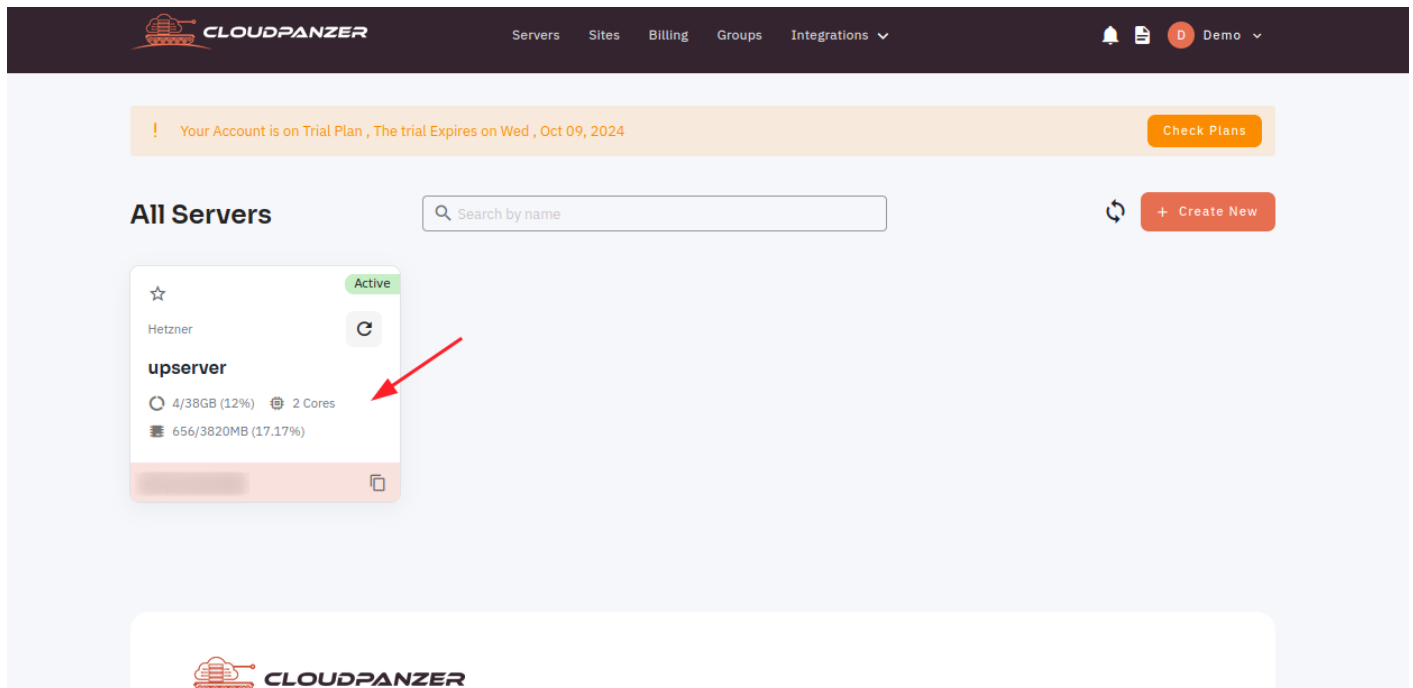 CLOUDPANZER Servers Sites Billing Groups Integrations D Demo
! Your Account is on Trial Plan , The trial Expires on Wed , Oct 09, 2024 Check Plans
All Servers Search by name + Create New
Active
Hetzner
upserver
4/38GB (12%) 2 Cores
656/3820MB (17.17%)
CLOUDPANZER